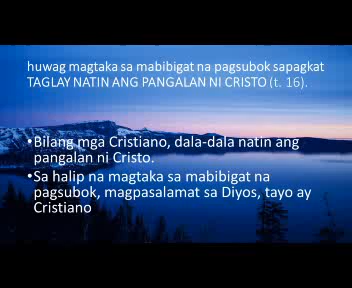 huwag magtaka sa mabibigat na pagsubok sapagkat
TAGLAY NATIN ANG PANGALAN NI CRISTO (t. 16).
•Bilang mga Cristiano, dala-dala natin ang
pangalan ni Cristo.
•Sa halip na magtaka sa mabibigat na
pagsubok, magpasalamat sa Diyos, tayo ay
Cristiano